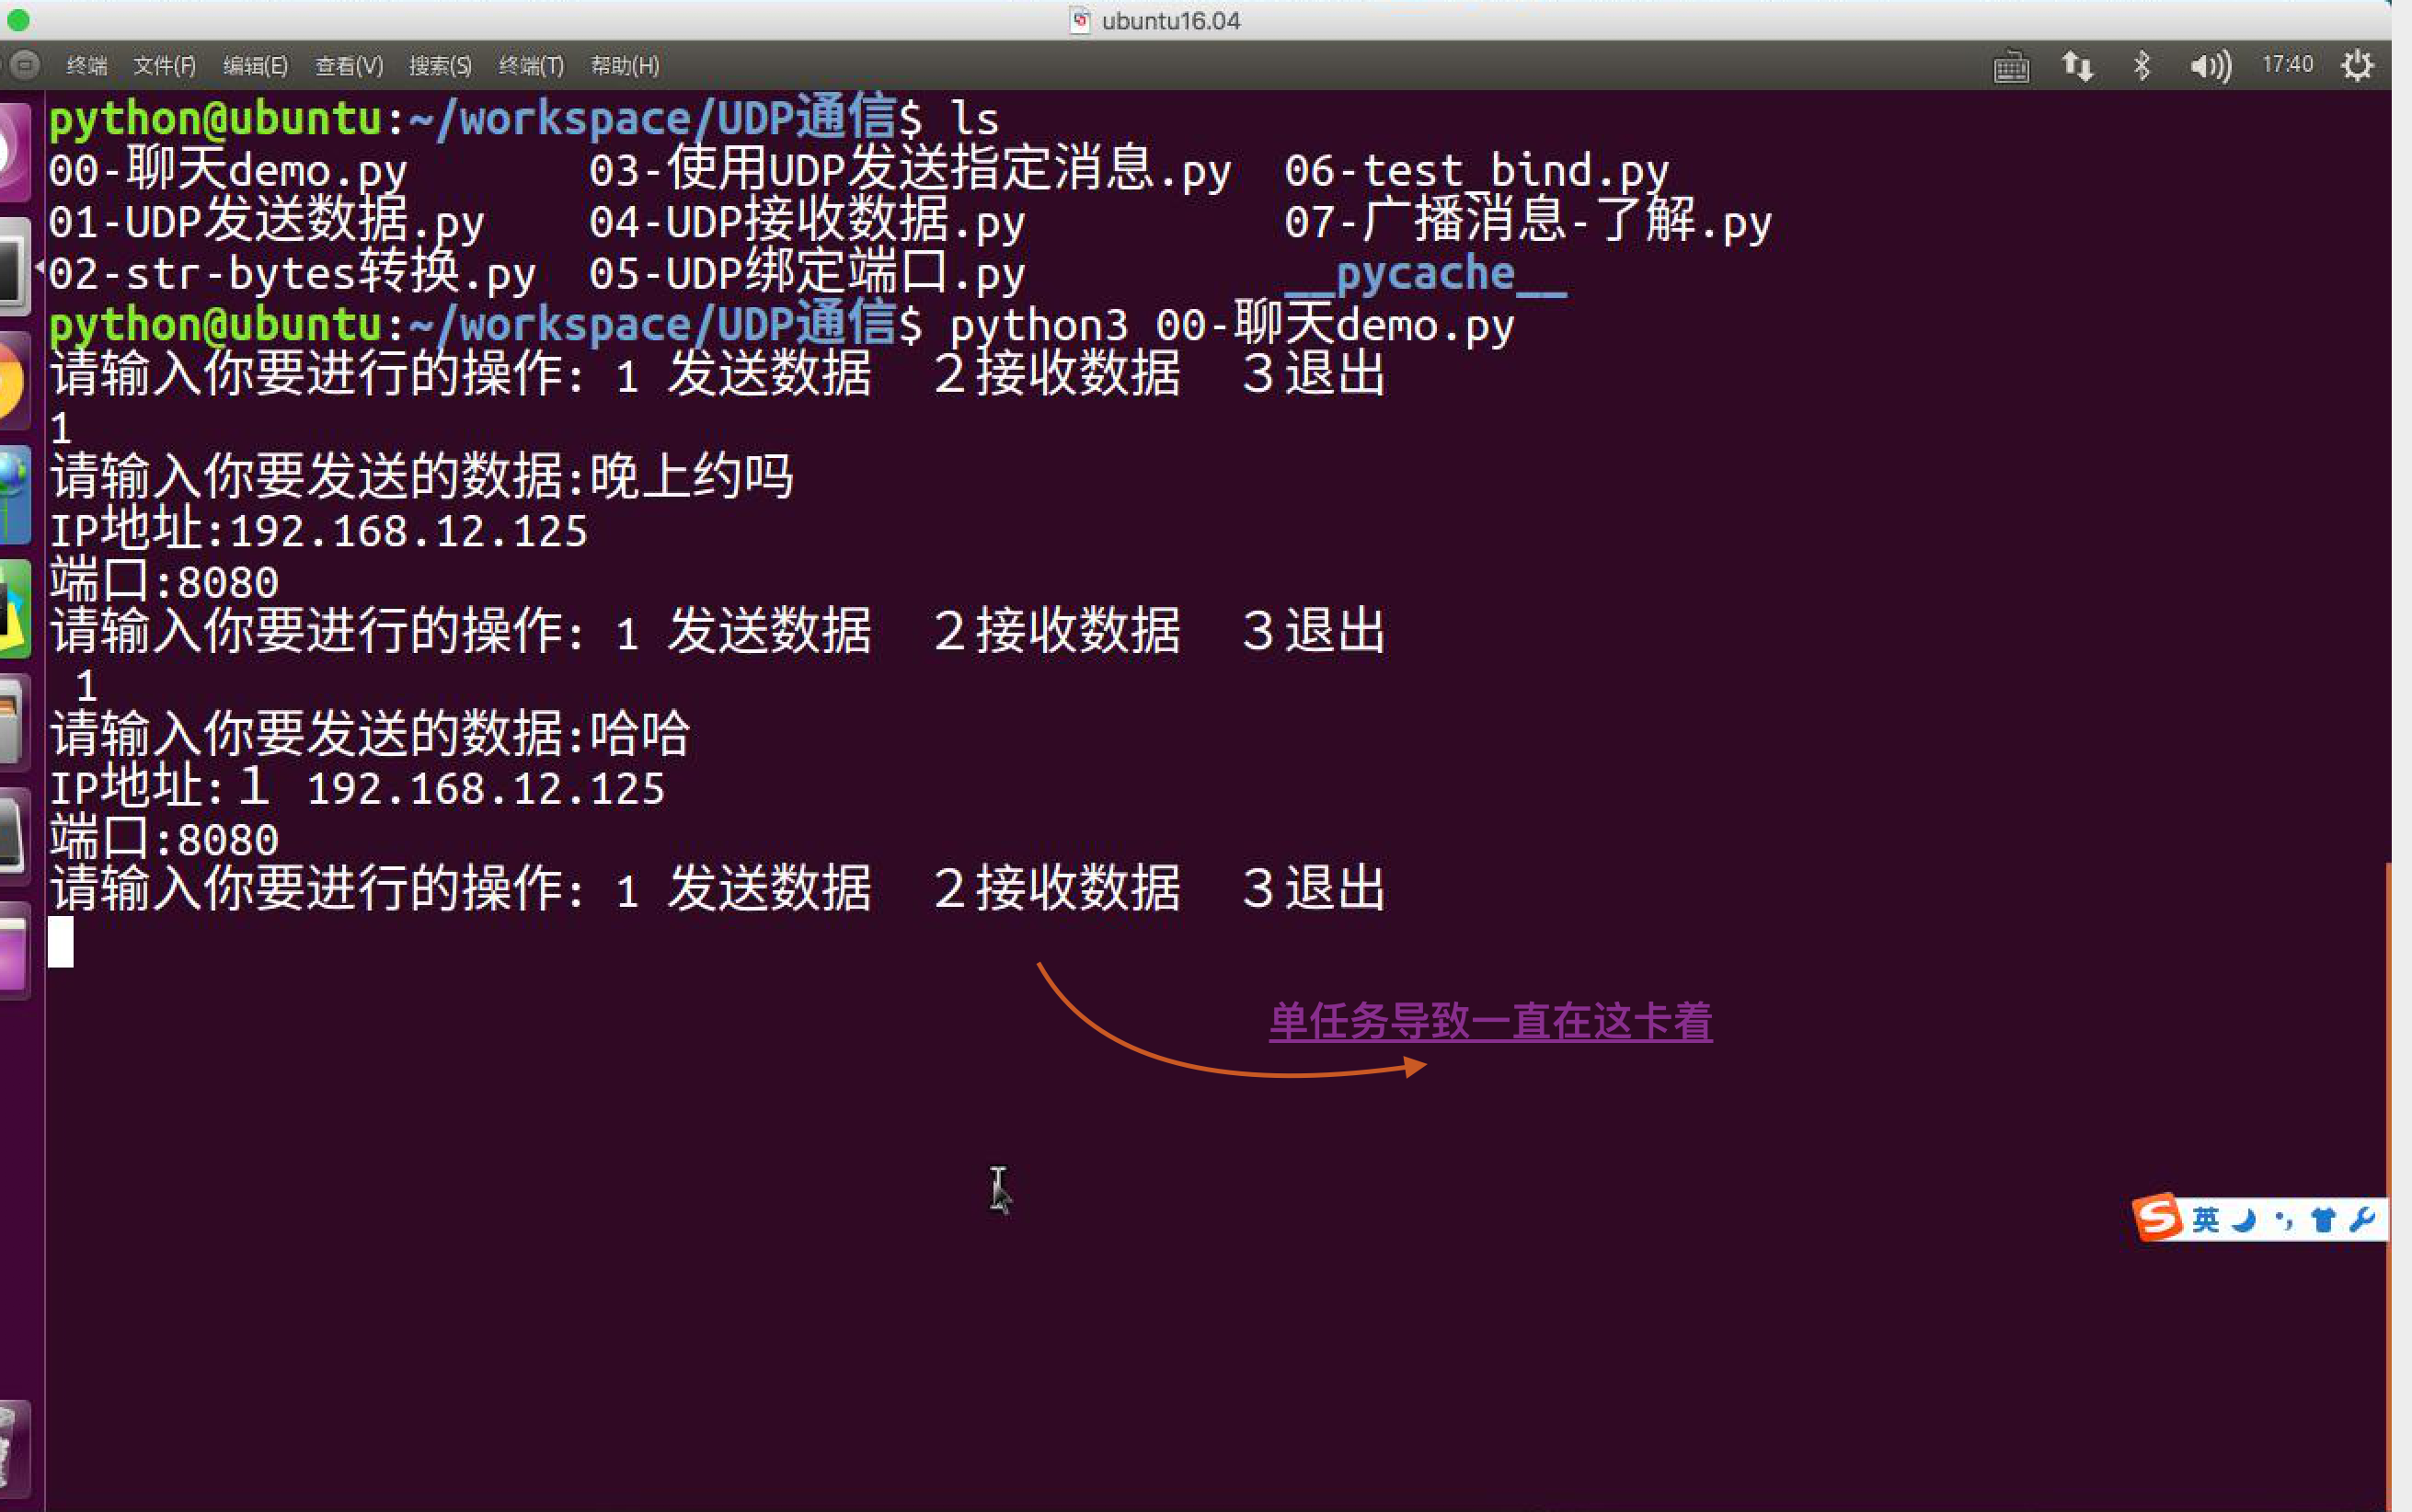 ubuntu16.04
终端 文件(F) 编辑(E) 查看(V) 搜索(S) 终端(T) 帮助(H) 17:40
python@ubuntu:~/workspace/UDP通信$ ls
00-聊天demo.py 03-使用UDP发送指定消息.py 06-test_bind.py
01-UDP发送数据.py 04-UDP接收数据.py 07-广播消息-了解.py
02-str-bytes转换.py 05-UDP绑定端口.py __pycache__
python@ubuntu:~/workspace/UDP通信$ python3 00-聊天demo.py
请输入你要进行的操作: 1 发送数据 ２接收数据 ３退出
1
请输入你要发送的数据:晚上约吗
IP地址:192.168.12.125
端口:8080
请输入你要进行的操作: 1 发送数据 ２接收数据 ３退出
1
请输入你要发送的数据:哈哈
IP地址:１ 192.168.12.125
端口:8080
请输入你要进行的操作: 1 发送数据 ２接收数据 ３退出
单任务导致一直在这卡着
英